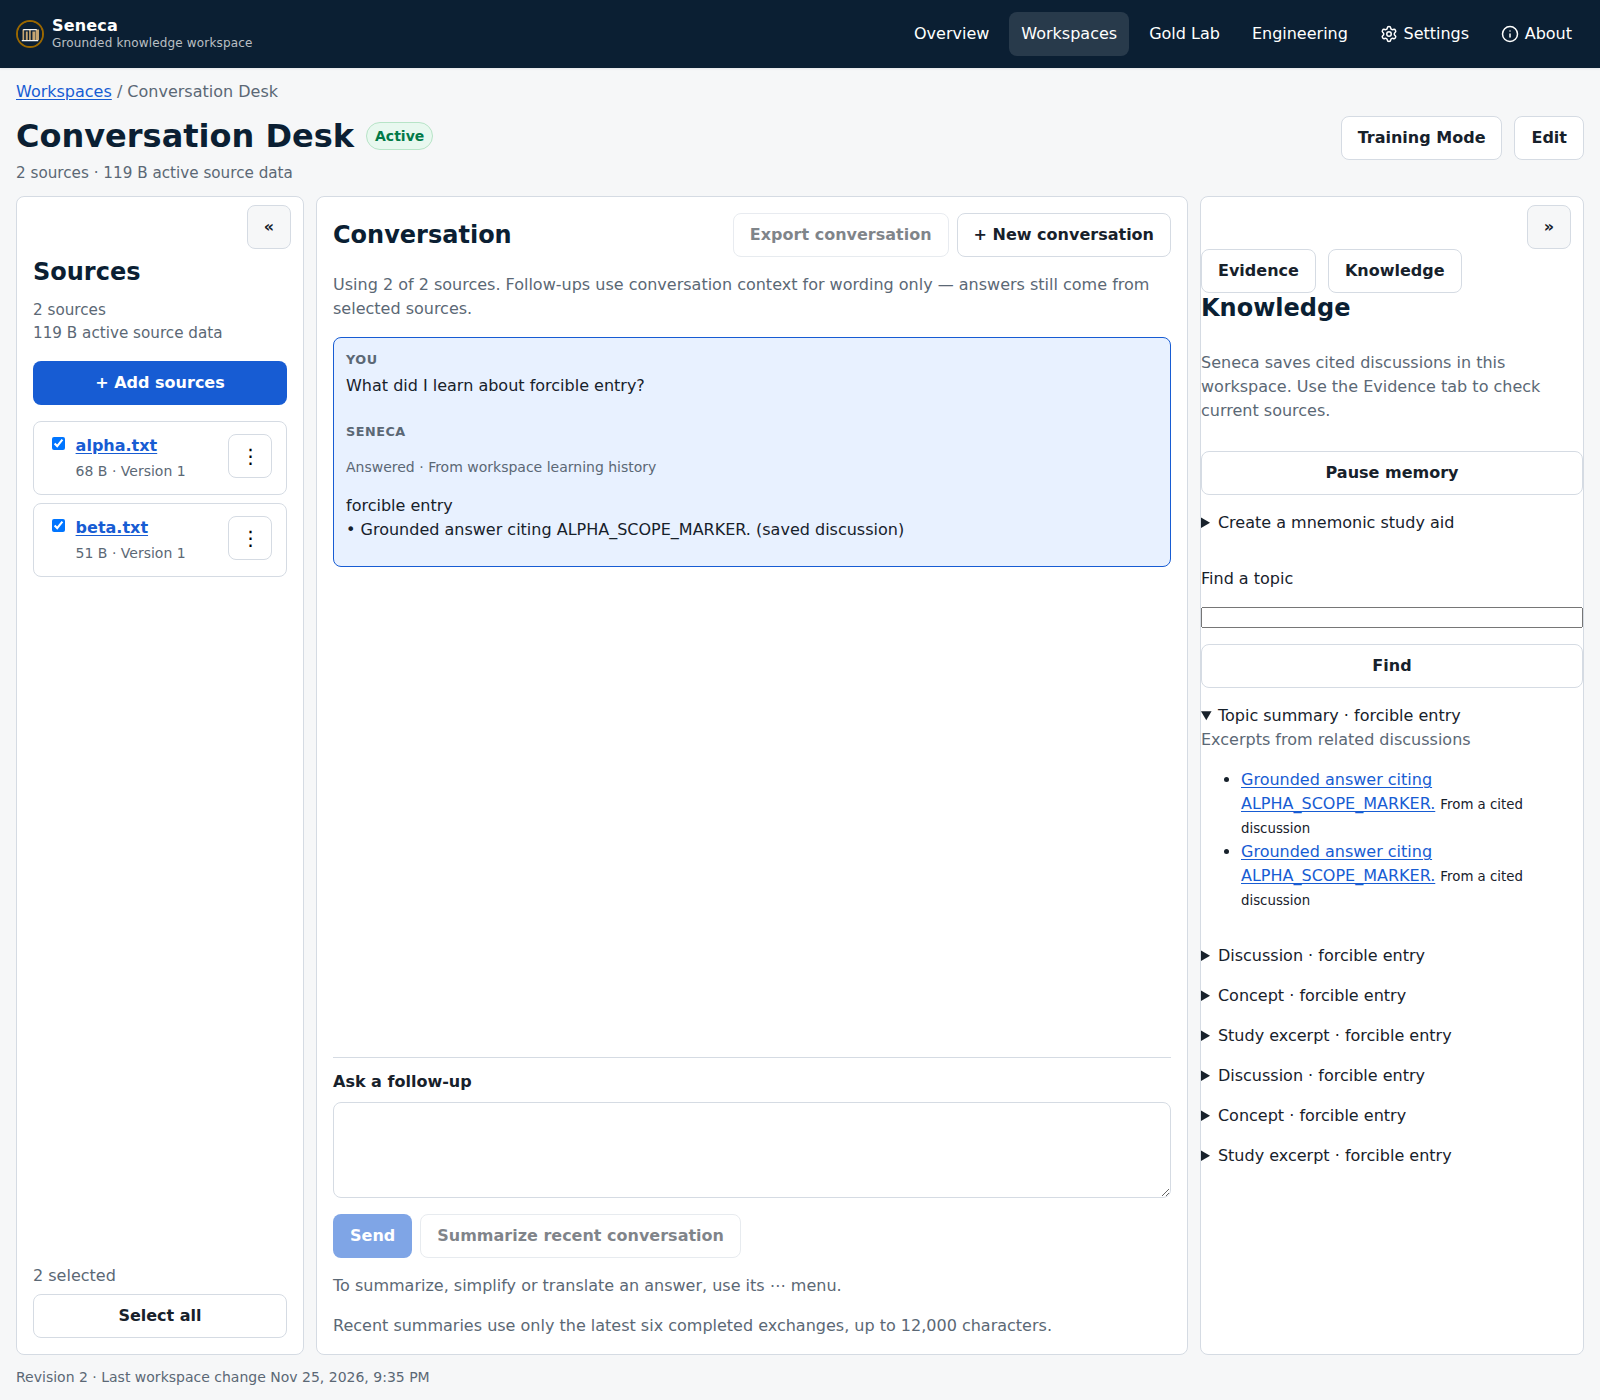 Seneca
Grounded knowledge workspace
Overview
Workspaces
Gold Lab
Engineering
Settings
About
Workspaces / Conversation Desk
Conversation Desk
Active
2 sources · 119 B active source data
Training Mode
Edit
«
Sources
2 sources
119 B active source data
+ Add sources
alpha.txt
68 B · Version 1
⋮
beta.txt
51 B · Version 1
⋮
2 selected
Select all
Conversation
Export conversation
+ New conversation
Using 2 of 2 sources. Follow-ups use conversation context for wording only — answers still come from
selected sources.
YOU
What did I learn about forcible entry?
SENECA
Answered · From workspace learning history
forcible entry
• Grounded answer citing ALPHA_SCOPE_MARKER. (saved discussion)
Ask a follow-up
Send
Summarize recent conversation
To summarize, simplify or translate an answer, use its ··· menu.
Recent summaries use only the latest six completed exchanges, up to 12,000 characters.
»
Evidence
Knowledge
Knowledge
Seneca saves cited discussions in this
workspace. Use the Evidence tab to check
current sources.
Pause memory
▶ Create a mnemonic study aid
Find a topic
Find
▼ Topic summary · forcible entry
Excerpts from related discussions
• Grounded answer citing
ALPHA_SCOPE_MARKER. From a cited
discussion
• Grounded answer citing
ALPHA_SCOPE_MARKER. From a cited
discussion
▶ Discussion · forcible entry
▶ Concept · forcible entry
▶ Study excerpt · forcible entry
▶ Discussion · forcible entry
▶ Concept · forcible entry
▶ Study excerpt · forcible entry
Revision 2 · Last workspace change Nov 25, 2026, 9:35 PM